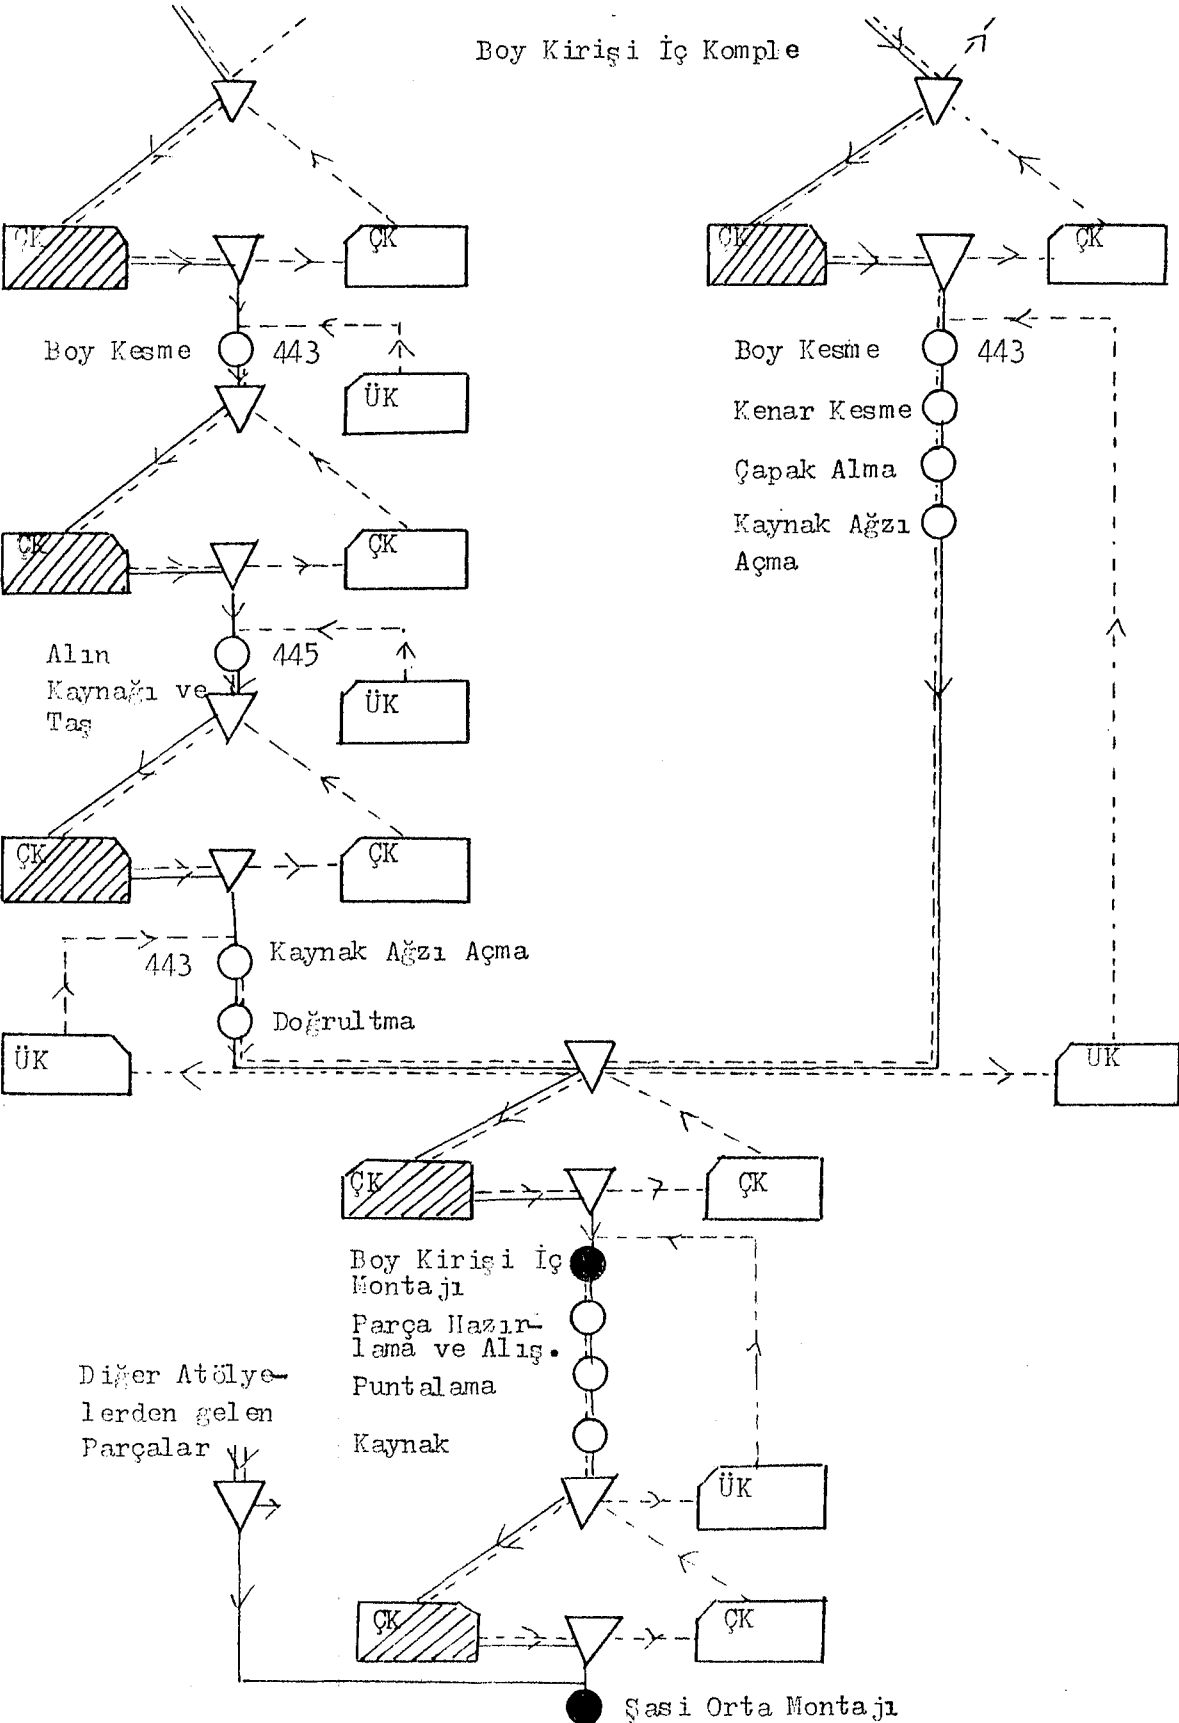 Boy Kirişi İç Komple
ÇK
ÇK
ÇK
ÇK
Boy Kesme
443
ÜK
Boy Kesme
443
Kenar Kesme
Çapak Alma
Kaynak Ağzı
Açma
ÇK
ÇK
Alın
Kaynağı ve
Taş
445
ÜK
ÇK
ÇK
443
Kaynak Ağzı Açma
Doğrultma
ÜK
ÜK
ÇK
ÇK
Boy Kirişi İç
Montajı
Parça Hazır-
lama ve Alış.
Puntalama
Kaynak
Diğer Atölye-
lerden gelen
Parçalar
ÜK
ÇK
ÇK
Şasi Orta Montajı